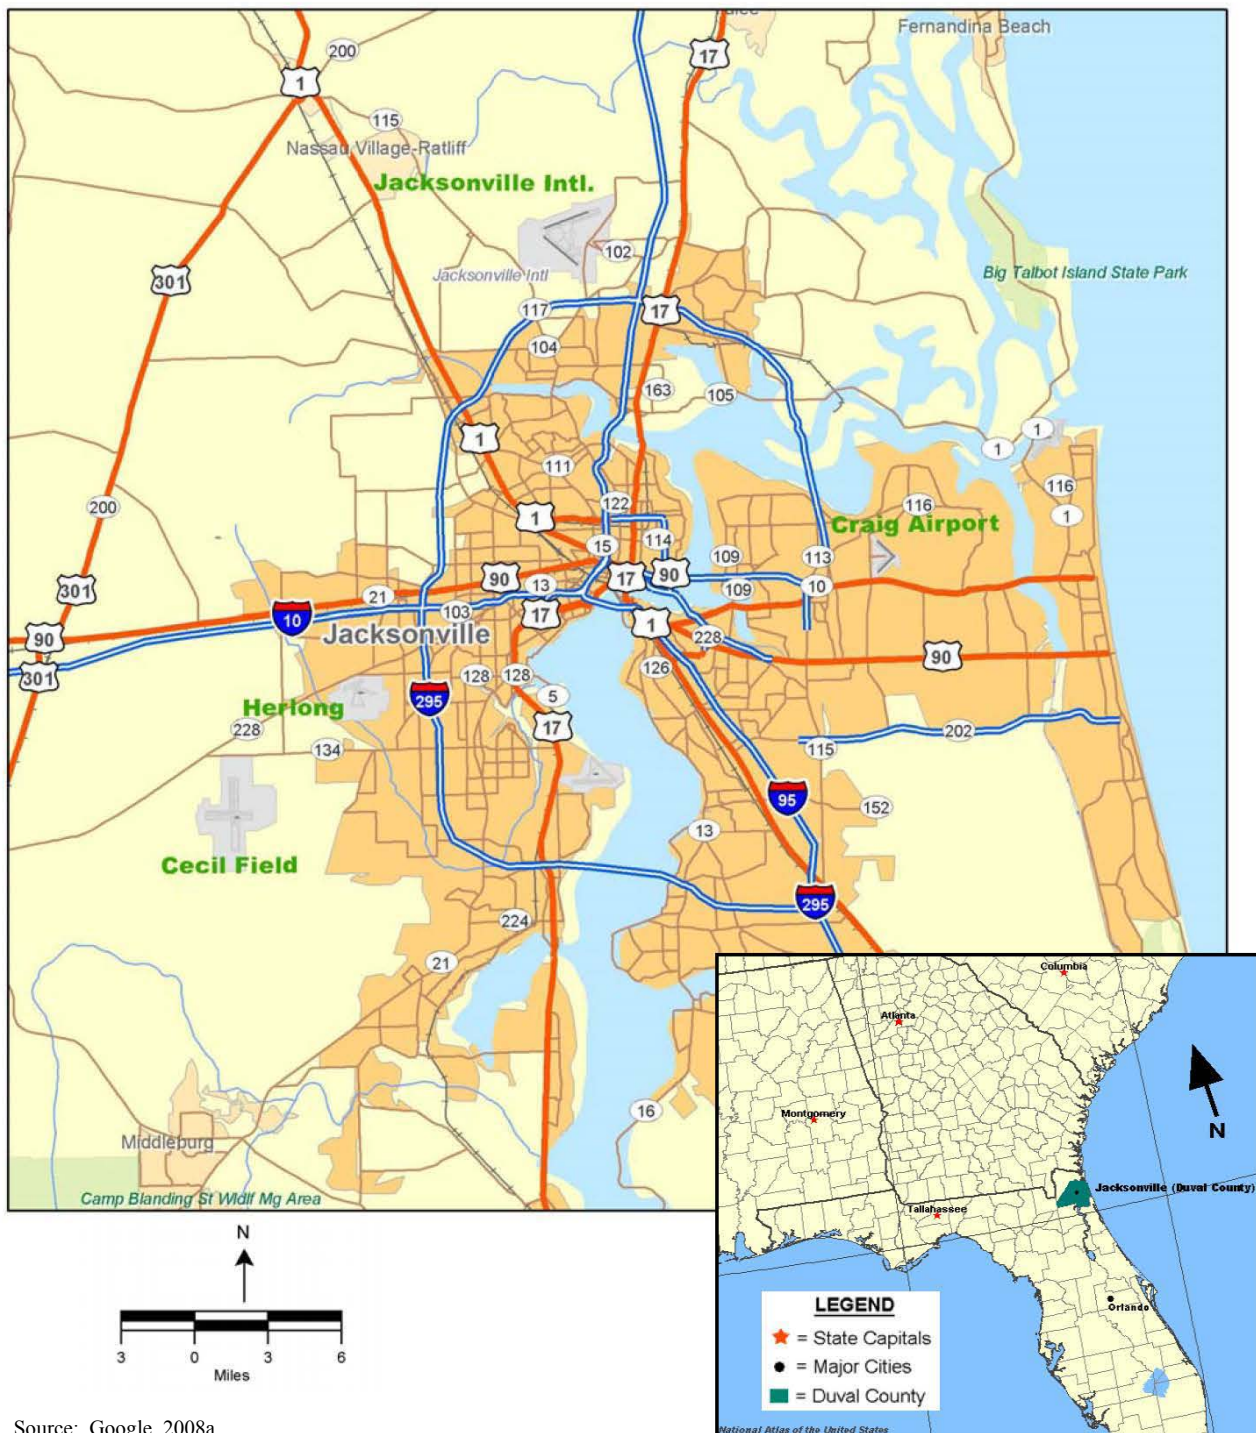 Fernandina Beach
200
17
1
115
Nassau Village-Ratliff
Jacksonville Intl.
102
Big Talbot Island State Park
Jacksonville Intl
301
117
17
104
163
105
1
1
1
111
116
116
200
122
1
1
Craig Airport
15
114
109
113
90
17
90
301
21
13
109
10
10
103
17
1
Jacksonville
228
90
90
126
301
128
128
295
5
Herlong
17
228
202
134
115
95
152
13
Cecil Field
295
224
21
16
Middleburg
Camp Blanding St Wldlf Mg Area
N
3 0 3 6
Miles
Columbia
Atlanta
Montgomery
N
Jacksonville (Duval County)
Tallahassee
Orlando
LEGEND
= State Capitals
= Major Cities
= Duval County
National Atlas of the United States
Source: Google 2008a